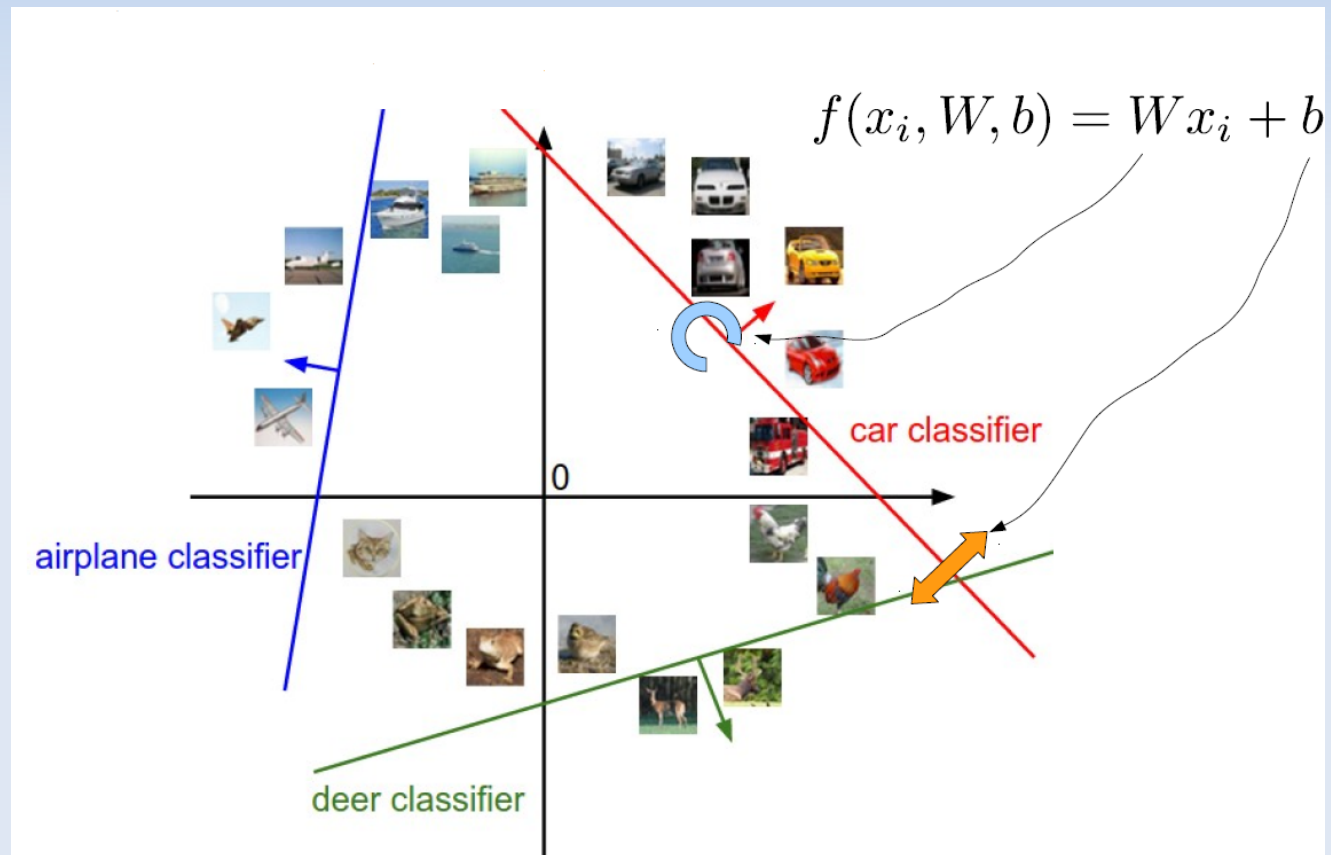 f(x_i, W, b) = Wx_i + b
car classifier
0
airplane classifier
deer classifier